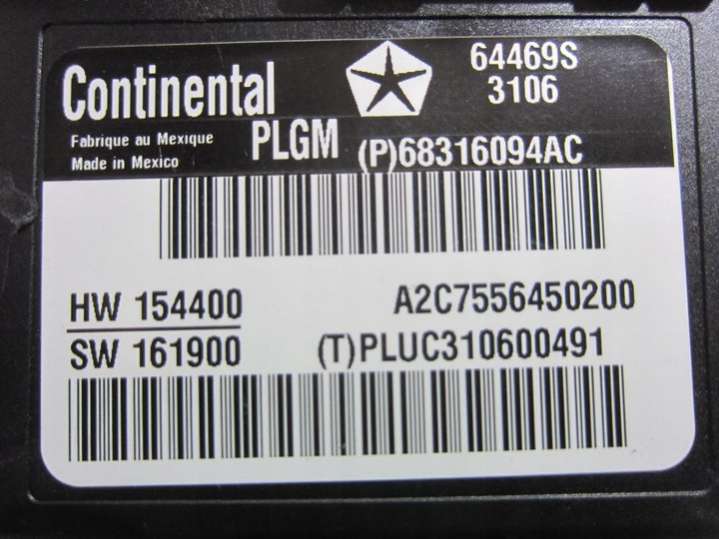 Continental
64469S
3106
Fabrique au Mexique
Made in Mexico
PLGM (P)68316094AC
HW 154400
A2C7556450200
SW 161900
(T)PLUC310600491